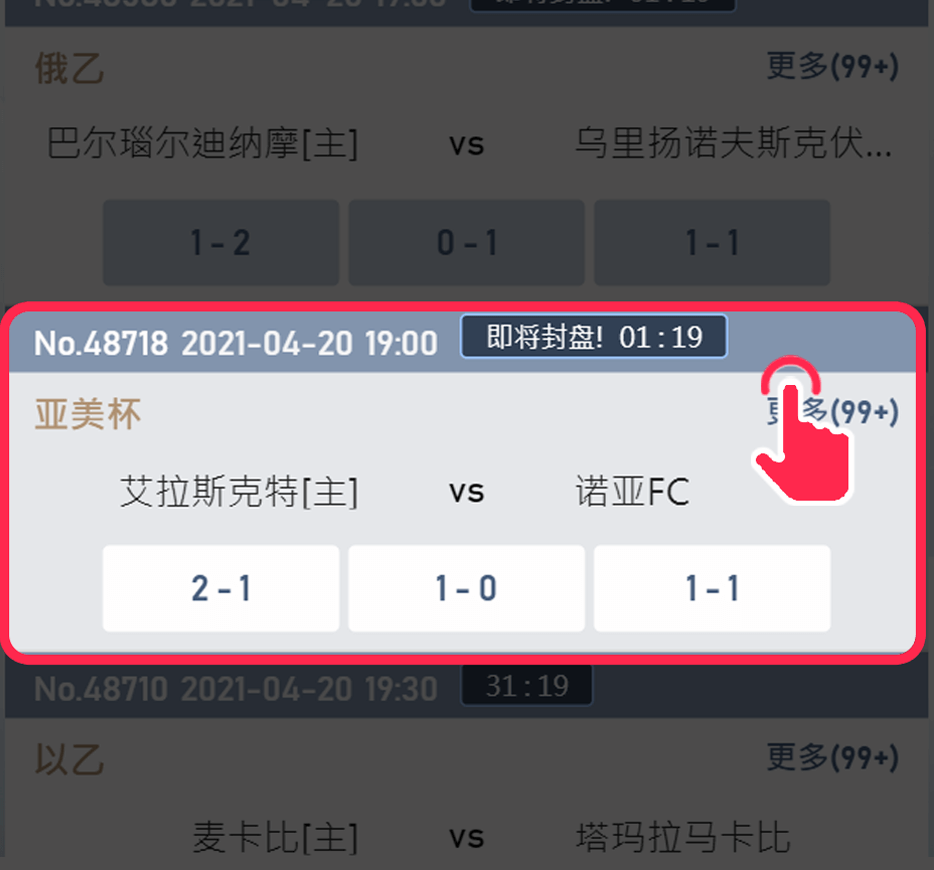 俄乙 更多(99+)
巴尔瑙尔迪纳摩[主] vs 乌里扬诺夫斯克伏...
1 - 2 0 - 1 1 - 1
No.48718 2021-04-20 19:00 即将封盘! 01:19
亚美杯 更多(99+)
艾拉斯克特[主] vs 诺亚FC
2 - 1 1 - 0 1 - 1
No.48710 2021-04-20 19:30 31:19
以乙 更多(99+)
麦卡比[主] vs 塔玛拉马卡比